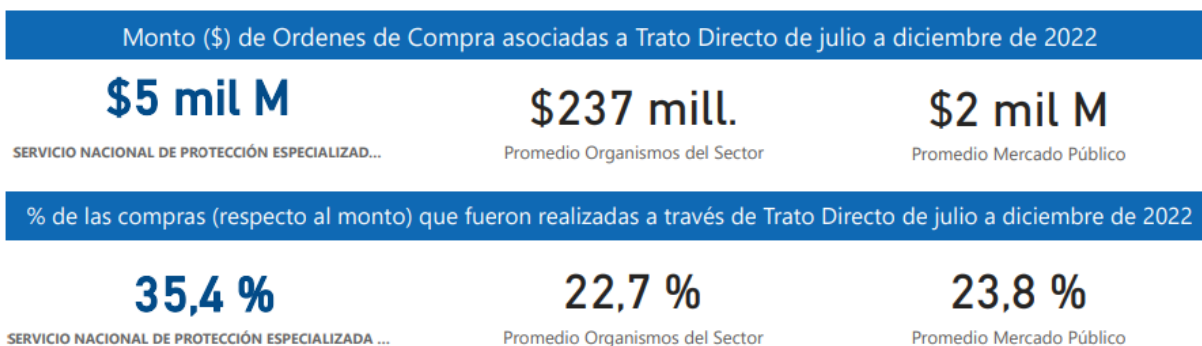 Monto ($) de Ordenes de Compra asociadas a Trato Directo de julio a diciembre de 2022
$5 mil M
$237 mill.
$2 mil M
SERVICIO NACIONAL DE PROTECCIÓN ESPECIALIZAD...
Promedio Organismos del Sector
Promedio Mercado Público
% de las compras (respecto al monto) que fueron realizadas a través de Trato Directo de julio a diciembre de 2022
35,4 %
22,7 %
23,8 %
SERVICIO NACIONAL DE PROTECCIÓN ESPECIALIZADA ...
Promedio Organismos del Sector
Promedio Mercado Público